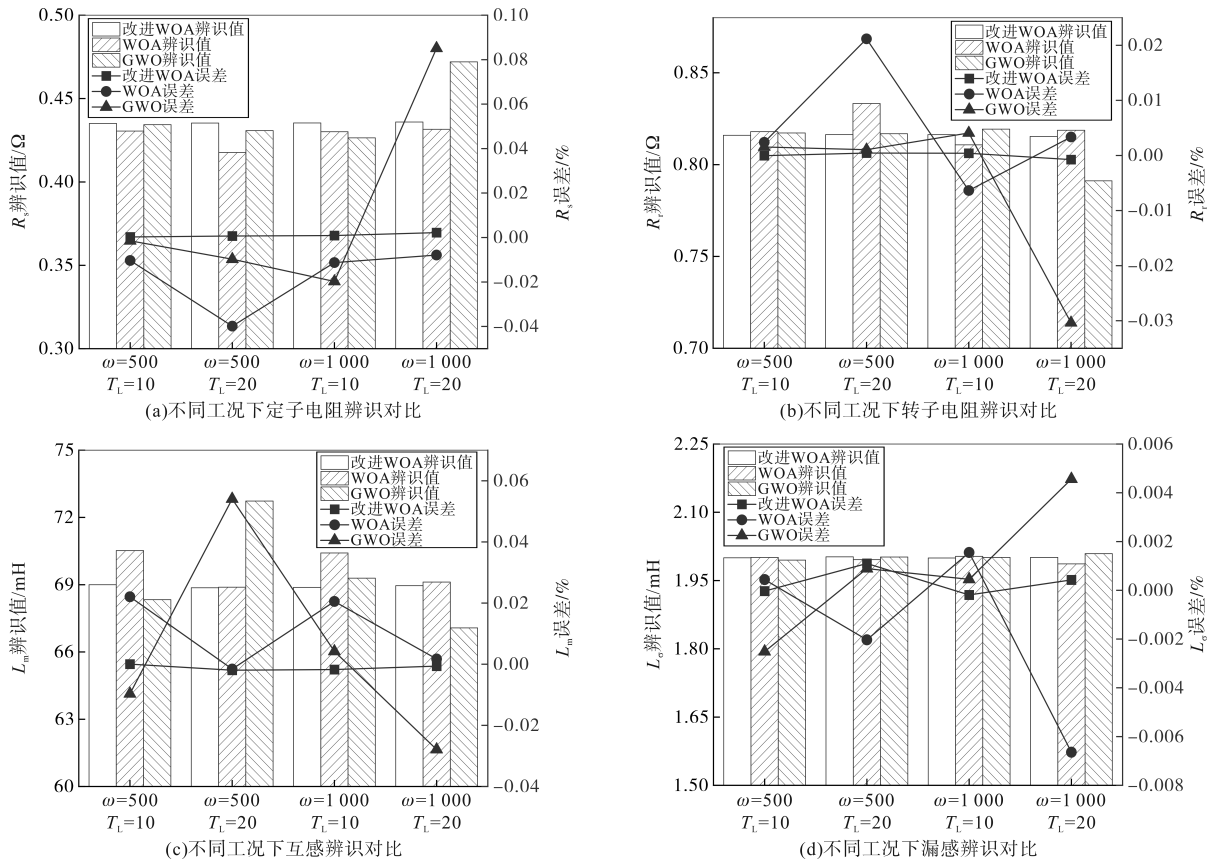 0.50
0.45
0.40
0.35
0.30
Rs辨识值/Ω
改进WOA辨识值
WOA辨识值
GWO辨识值
改进WOA误差
WOA误差
GWO误差
0.10
0.08
0.06
0.04
0.02
0.00
−0.02
−0.04
Rs误差/%
ω=500 ω=500 ω=1 000 ω=1 000
TL=10 TL=20 TL=10 TL=20
(a)不同工况下定子电阻辨识对比
0.85
0.80
0.75
0.70
Rr辨识值/Ω
改进WOA辨识值
WOA辨识值
GWO辨识值
改进WOA误差
WOA误差
GWO误差
0.02
0.01
0.00
−0.01
−0.02
−0.03
Rr误差/%
ω=500 ω=500 ω=1 000 ω=1 000
TL=10 TL=20 TL=10 TL=20
(b)不同工况下转子电阻辨识对比
75
72
69
66
63
60
Lm辨识值/mH
改进WOA辨识值
WOA辨识值
GWO辨识值
改进WOA误差
WOA误差
GWO误差
0.06
0.04
0.02
0.00
−0.02
−0.04
Lm误差/%
ω=500 ω=500 ω=1 000 ω=1 000
TL=10 TL=20 TL=10 TL=20
(c)不同工况下互感辨识对比
2.25
2.10
1.95
1.80
1.65
1.50
Lσ辨识值/mH
改进WOA辨识值
WOA辨识值
GWO辨识值
改进WOA误差
WOA误差
GWO误差
0.006
0.004
0.002
0.000
−0.002
−0.004
−0.006
−0.008
Lσ误差/%
ω=500 ω=500 ω=1 000 ω=1 000
TL=10 TL=20 TL=10 TL=20
(d)不同工况下漏感辨识对比